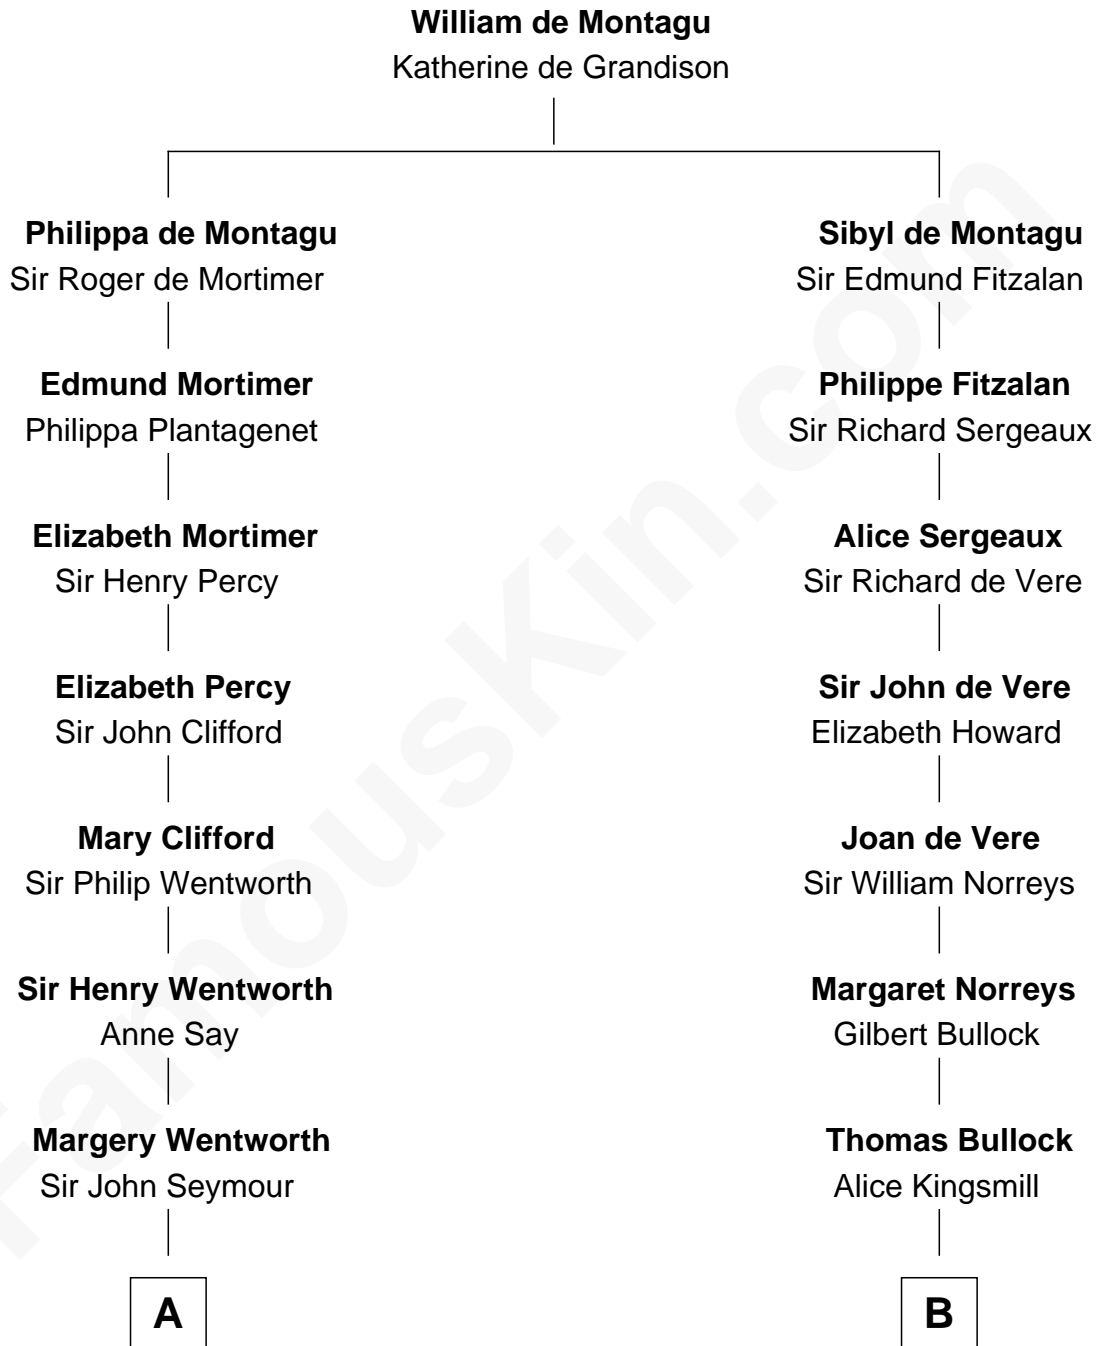 William de Montagu
Katherine de Grandison
Philippa de Montagu
Sir Roger de Mortimer
Sibyl de Montagu
Sir Edmund Fitzalan
Edmund Mortimer
Philippa Plantagenet
Philippe Fitzalan
Sir Richard Sergeaux
Elizabeth Mortimer
Sir Henry Percy
Alice Sergeaux
Sir Richard de Vere
Elizabeth Percy
Sir John Clifford
Sir John de Vere
Elizabeth Howard
Mary Clifford
Sir Philip Wentworth
Joan de Vere
Sir William Norreys
Sir Henry Wentworth
Anne Say
Margaret Norreys
Gilbert Bullock
Margery Wentworth
Sir John Seymour
Thomas Bullock
Alice Kingsmill
A
B
FamousKin.com